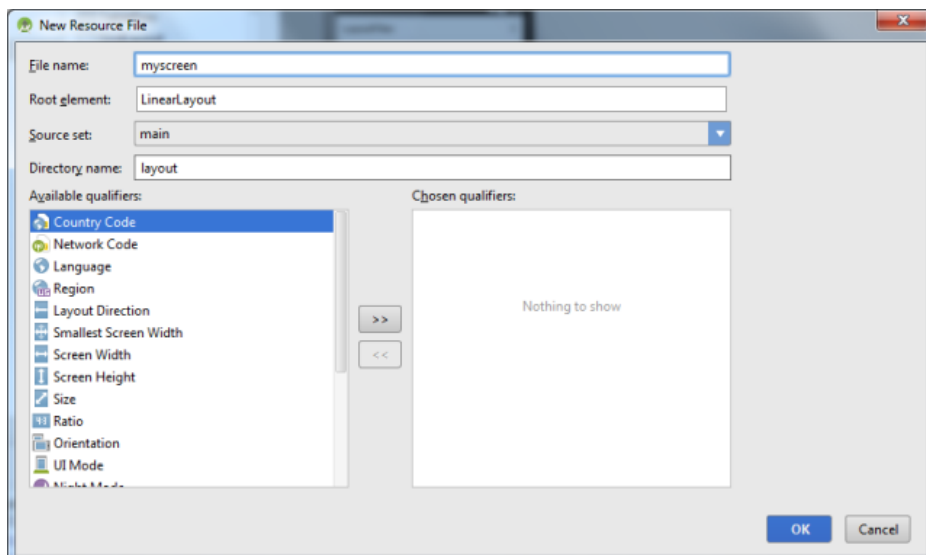 New Resource File
File name: myscreen
Root element: LinearLayout
Source set: main
Directory name: layout
Available qualifiers: Chosen qualifiers:
Country Code
Network Code
Language
Region
Layout Direction
Smallest Screen Width
Screen Width
Screen Height
Size
Ratio
Orientation
UI Mode
Night Mode
>>
<<
Nothing to show
OK Cancel